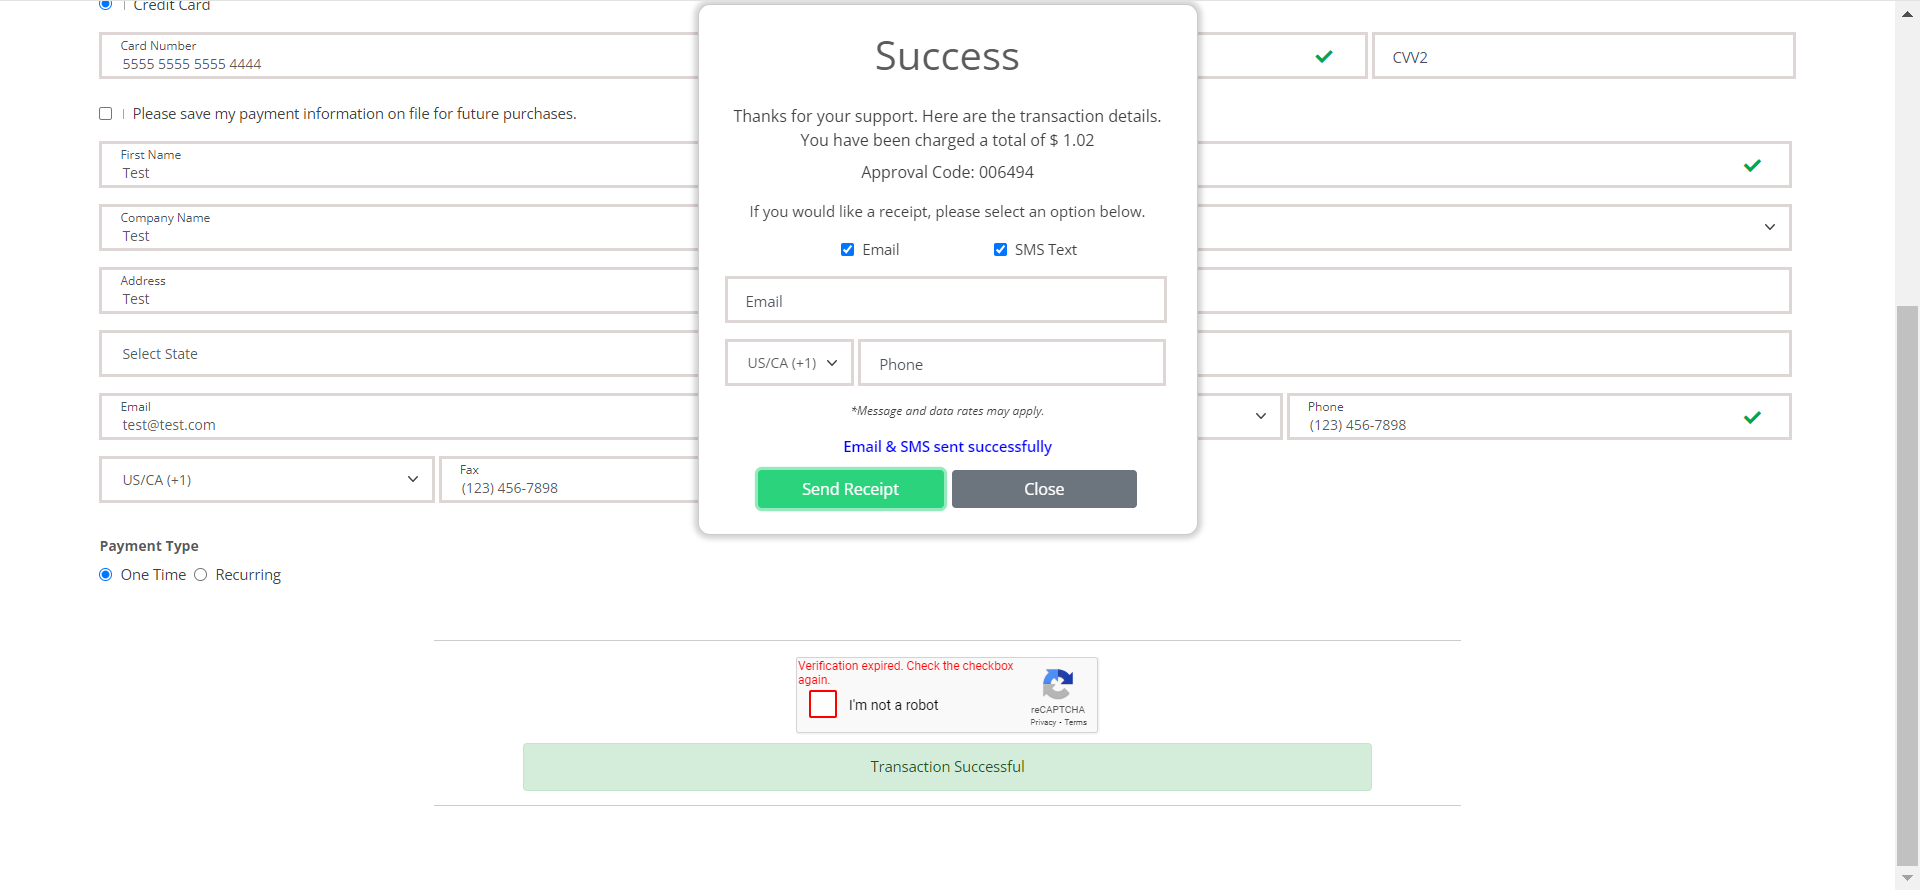 Credit Card
Card Number
5555 5555 5555 4444
CVV2
Please save my payment information on file for future purchases.
First Name
Test
Company Name
Test
Address
Test
Select State
Email
test@test.com
Phone
(123) 456-7898
US/CA (+1)
Fax
(123) 456-7898
Payment Type
One Time
Recurring
Success
Thanks for your support. Here are the transaction details.
You have been charged a total of $ 1.02
Approval Code: 006494
If you would like a receipt, please select an option below.
Email
SMS Text
Email
US/CA (+1)
Phone
*Message and data rates may apply.
Email & SMS sent successfully
Send Receipt
Close
Verification expired. Check the checkbox
again.
I'm not a robot
reCAPTCHA
Privacy - Terms
Transaction Successful